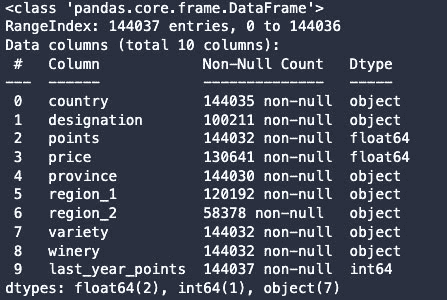 <class 'pandas.core.frame.DataFrame'>
RangeIndex: 144037 entries, 0 to 144036
Data columns (total 10 columns):
 #   Column            Non-Null Count   Dtype
---  ------            --------------   -----
 0   country           144035 non-null  object
 1   designation       100211 non-null  object
 2   points            144032 non-null  float64
 3   price             130641 non-null  float64
 4   province          144030 non-null  object
 5   region_1          120192 non-null  object
 6   region_2          58378 non-null   object
 7   variety           144032 non-null  object
 8   winery            144032 non-null  object
 9   last_year_points  144037 non-null  int64
dtypes: float64(2), int64(1), object(7)